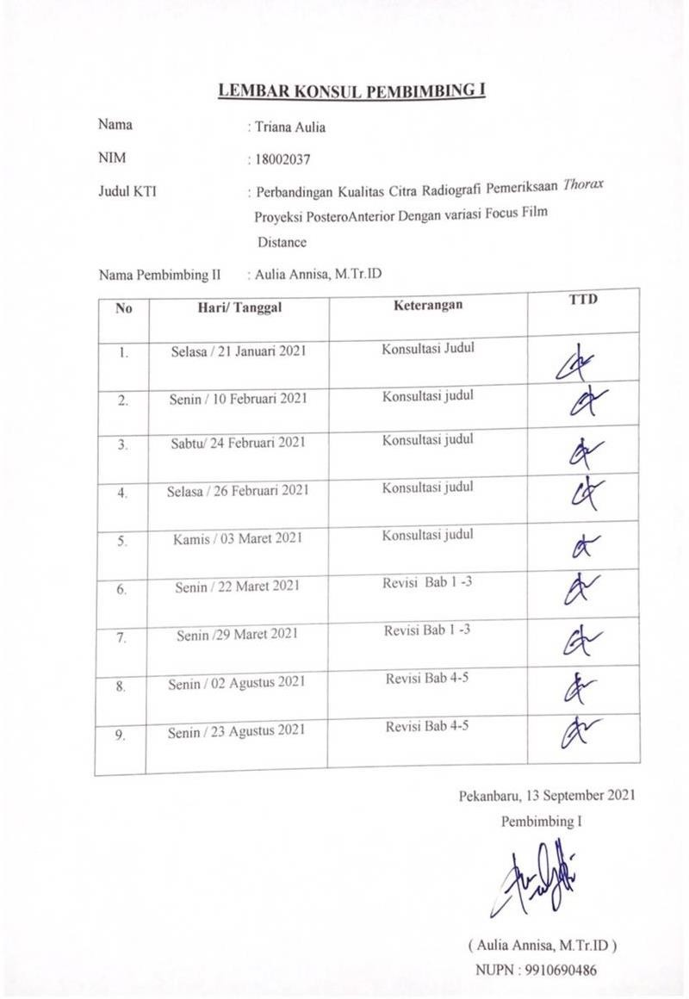 LEMBAR KONSUL PEMBIMBING I
Nama : Triana Aulia
NIM : 18002037
Judul KTI : Perbandingan Kualitas Citra Radiografi Pemeriksaan Thorax
Proyeksi PosteroAnterior Dengan variasi Focus Film
Distance
Nama Pembimbing II : Aulia Annisa, M.Tr.ID
No Hari/ Tanggal Keterangan TTD
1. Selasa / 21 Januari 2021 Konsultasi Judul
2. Senin / 10 Februari 2021 Konsultasi judul
3. Sabtu/ 24 Februari 2021 Konsultasi judul
4. Selasa / 26 Februari 2021 Konsultasi judul
5. Kamis / 03 Maret 2021 Konsultasi judul
6. Senin / 22 Maret 2021 Revisi Bab 1 -3
7. Senin /29 Maret 2021 Revisi Bab 1 -3
8. Senin / 02 Agustus 2021 Revisi Bab 4-5
9. Senin / 23 Agustus 2021 Revisi Bab 4-5
Pekanbaru, 13 September 2021
Pembimbing I
( Aulia Annisa, M.Tr.ID )
NUPN : 9910690486